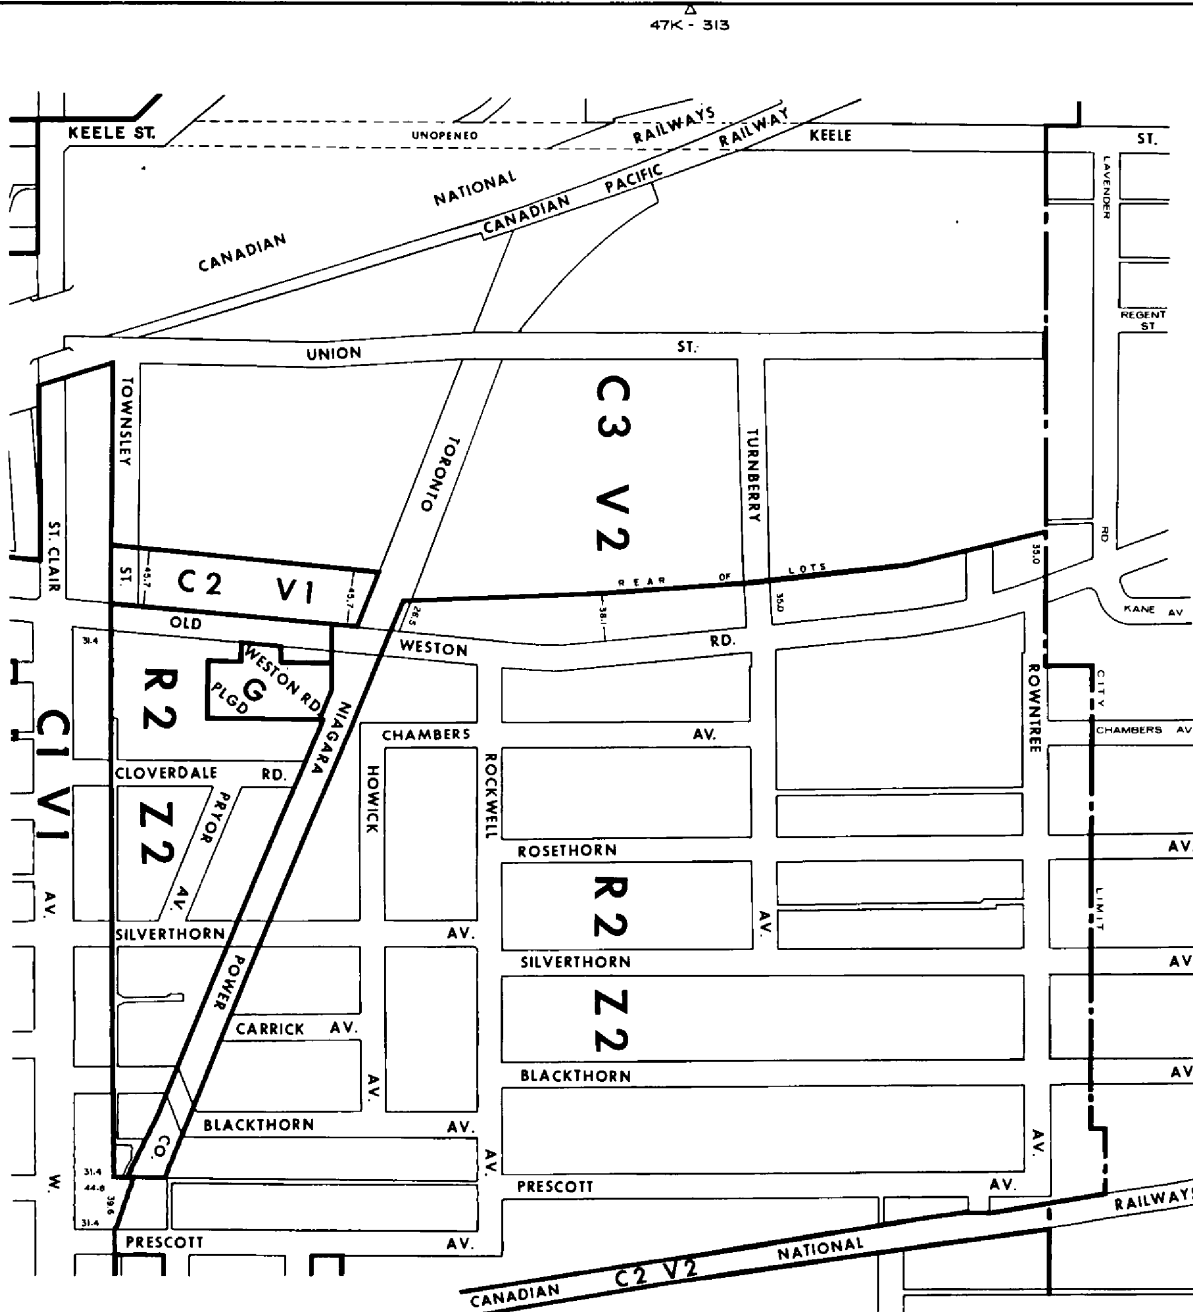 47K - 313
KEELE ST.
UNOPENED
RAILWAYS
RAILWAY
KEELE
ST.
NATIONAL
PACIFIC
CANADIAN
CANADIAN
LAVENDER
RD
REGENT
ST
UNION
ST.
TOWNSLEY
ST.
TORONTO
C3 V2
TURNBERRY
ST. CLAIR
45.7
C2 V1
45.7
REAR OF LOTS
35.0
28.5
38.1
35.0
KANE AV
OLD
WESTON
RD.
31.4
R2
WESTON RD.
G
PLGD
NIAGARA
ROWNTREE
CITY
CHAMBERS
AV.
CHAMBERS AV
C1 V1
CLOVERDALE RD.
HOWICK
ROCKWELL
Z2
PRYOR
AV.
ROSETHORN
AV.
R2
AV.
AV.
LIMIT
SILVERTHORN
AV.
SILVERTHORN
AV.
POWER
Z2
CARRICK AV.
BLACKTHORN
AV.
AV.
BLACKTHORN
AV.
CO.
AV.
AV.
31.4
44.8
39.6
31.4
W.
PRESCOTT
AV.
RAILWAYS
PRESCOTT
AV.
NATIONAL
C2 V2
CANADIAN